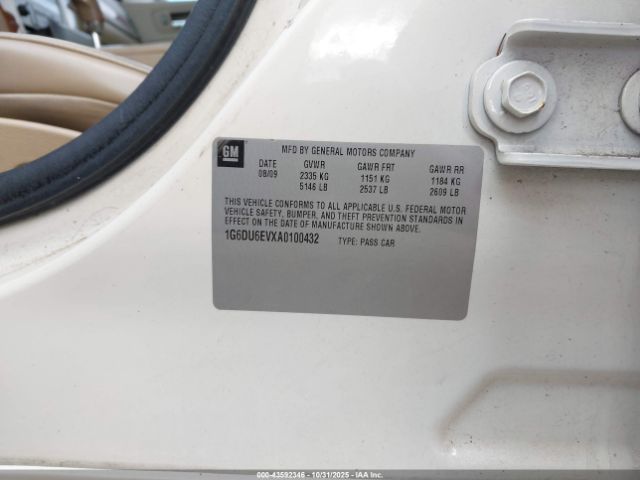 GM
MFD BY GENERAL MOTORS COMPANY
DATE GVWR GAWR FRT GAWR RR
08/09 2335 KG 1151 KG 1184 KG
5146 LB 2537 LB 2609 LB
THIS VEHICLE CONFORMS TO ALL APPLICABLE U.S. FEDERAL MOTOR
VEHICLE SAFETY, BUMPER, AND THEFT PREVENTION STANDARDS IN
EFFECT ON THE DATE OF MANUFACTURE SHOWN ABOVE.
1G6DU6EVXA0100432 TYPE: PASS CAR
000-43592346 * 10/31/2025 * IAA Inc.